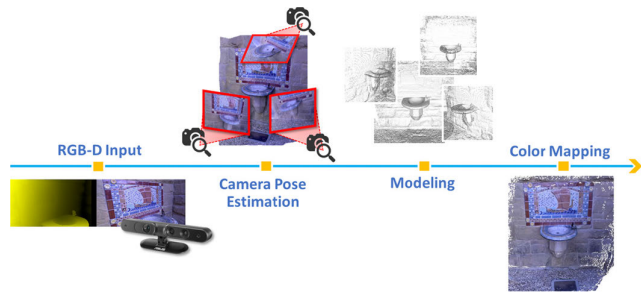 RGB-D Input
Camera Pose
Estimation
Modeling
Color Mapping